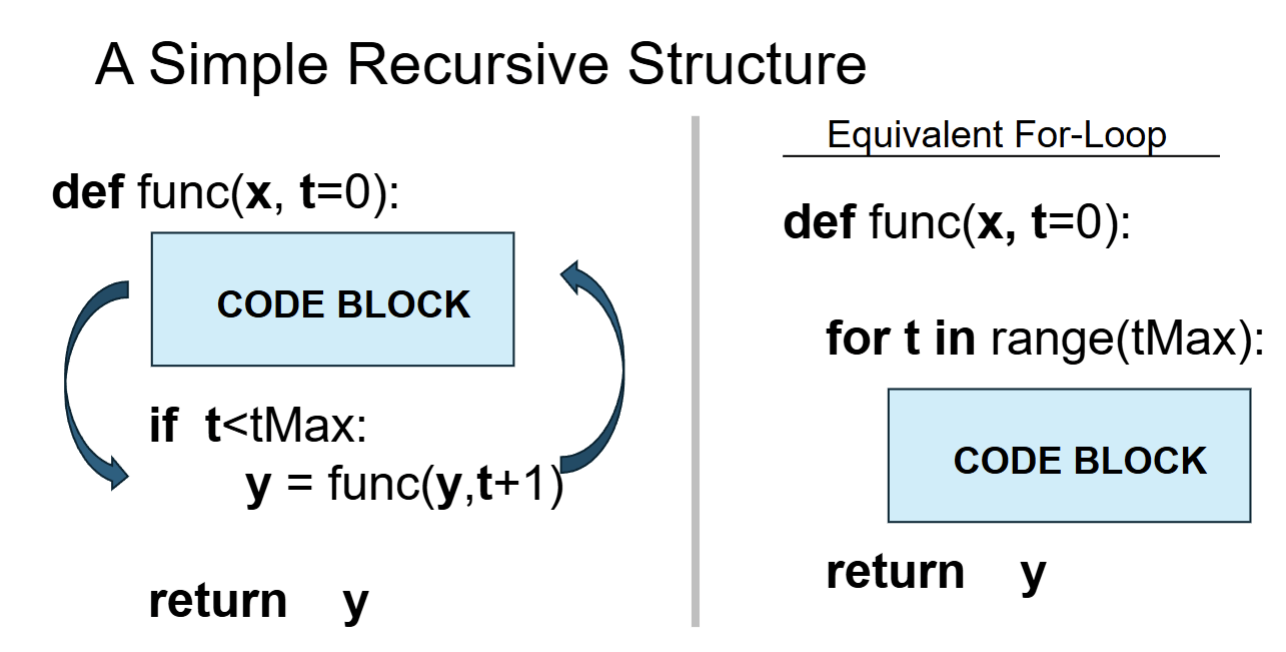 A Simple Recursive Structure
def func(x, t=0):
CODE BLOCK
if t<tMax:
y = func(y,t+1)
return y
Equivalent For-Loop
def func(x, t=0):
for t in range(tMax):
CODE BLOCK
return y